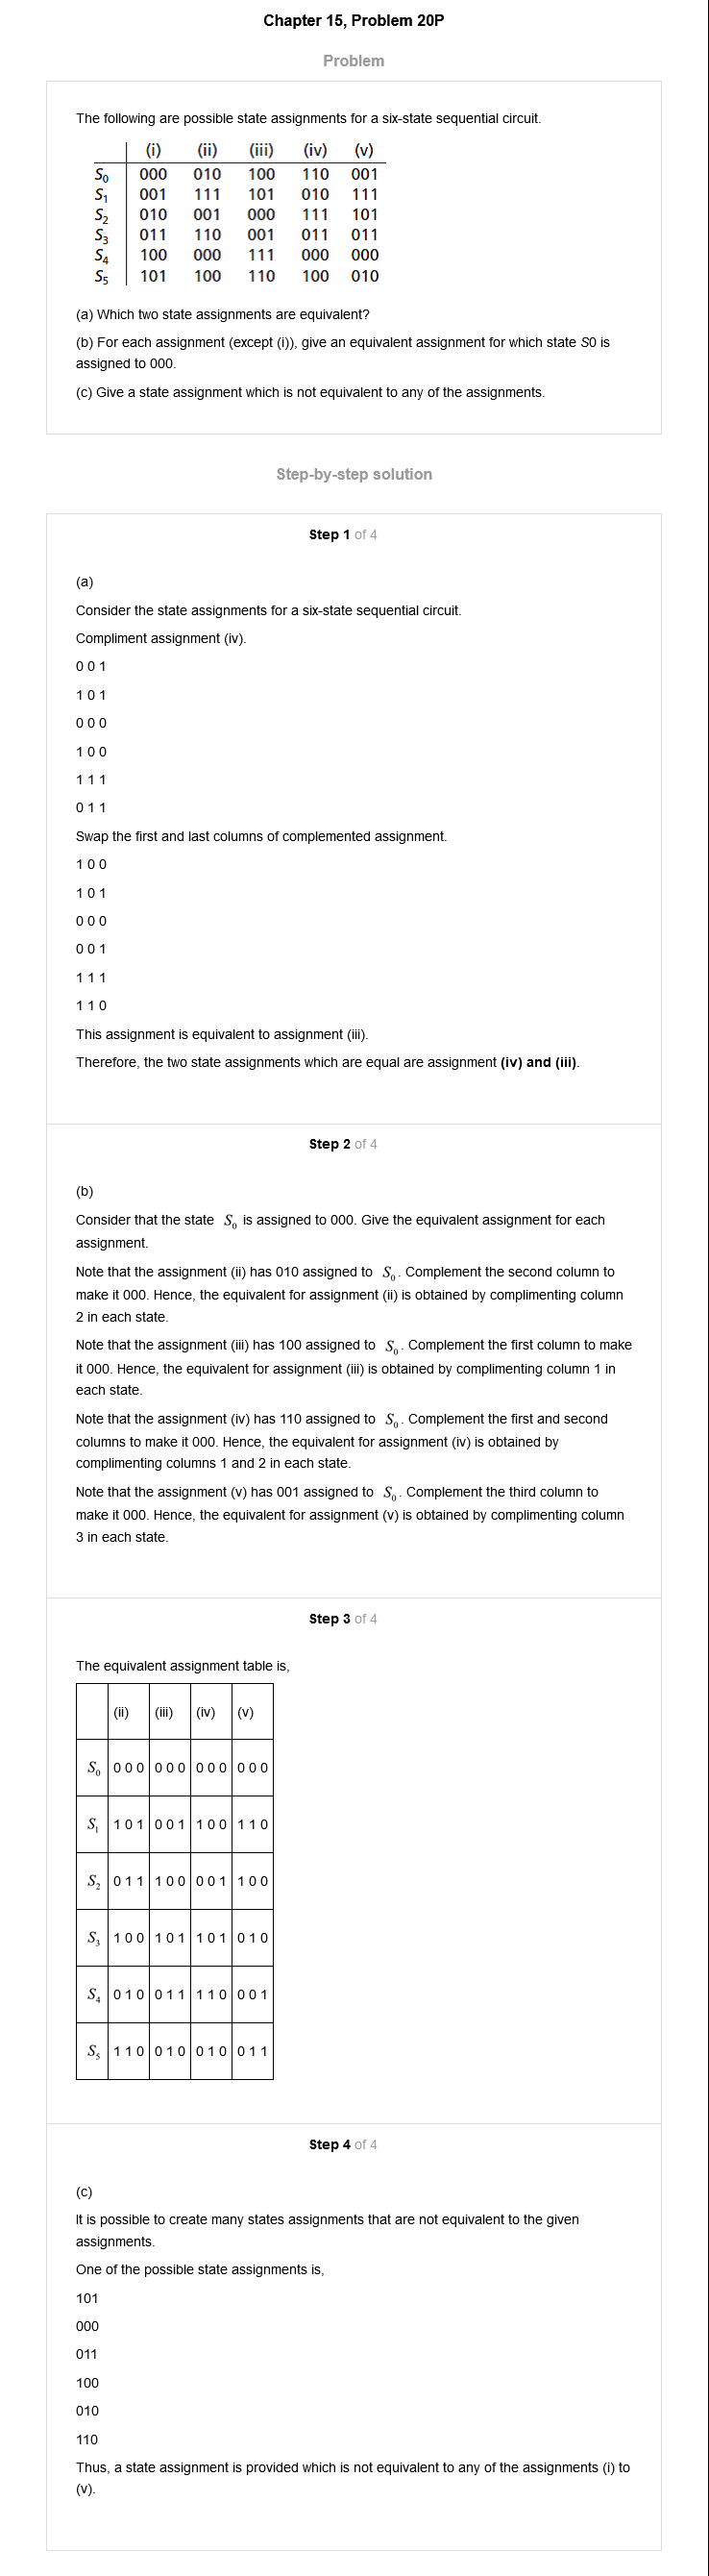 Chapter 15, Problem 20P
Problem
The following are possible state assignments for a six-state sequential circuit.
(i) (ii) (iii) (iv) (v)
S0 000 010 100 110 001
S1 001 111 101 010 111
S2 010 001 000 111 101
S3 011 110 001 011 011
S4 100 000 111 000 000
S5 101 100 110 100 010
(a) Which two state assignments are equivalent?
(b) For each assignment (except (i)), give an equivalent assignment for which state S0 is
assigned to 000.
(c) Give a state assignment which is not equivalent to any of the assignments.
Step-by-step solution
Step 1 of 4
(a)
Consider the state assignments for a six-state sequential circuit.
Compliment assignment (iv).
0 0 1
1 0 1
0 0 0
1 0 0
1 1 1
0 1 1
Swap the first and last columns of complemented assignment.
1 0 0
1 0 1
0 0 0
0 0 1
1 1 1
1 1 0
This assignment is equivalent to assignment (iii).
Therefore, the two state assignments which are equal are assignment (iv) and (iii).
Step 2 of 4
(b)
Consider that the state S0 is assigned to 000. Give the equivalent assignment for each
assignment.
Note that the assignment (ii) has 010 assigned to S0. Complement the second column to
make it 000. Hence, the equivalent for assignment (ii) is obtained by complimenting column
2 in each state.
Note that the assignment (iii) has 100 assigned to S0. Complement the first column to make
it 000. Hence, the equivalent for assignment (iii) is obtained by complimenting column 1 in
each state.
Note that the assignment (iv) has 110 assigned to S0. Complement the first and second
columns to make it 000. Hence, the equivalent for assignment (iv) is obtained by
complimenting columns 1 and 2 in each state.
Note that the assignment (v) has 001 assigned to S0. Complement the third column to
make it 000. Hence, the equivalent for assignment (v) is obtained by complimenting column
3 in each state.
Step 3 of 4
The equivalent assignment table is,
(ii) (iii) (iv) (v)
S0 0 0 0 0 0 0 0 0 0 0 0 0
S1 1 0 1 0 0 1 1 0 0 1 1 0
S2 0 1 1 1 0 0 0 0 1 1 0 0
S3 1 0 0 1 0 1 1 0 1 0 1 0
S4 0 1 0 0 1 1 1 1 0 0 0 1
S5 1 1 0 0 1 0 0 1 0 0 1 1
Step 4 of 4
(c)
It is possible to create many states assignments that are not equivalent to the given
assignments.
One of the possible state assignments is,
101
000
011
100
010
110
Thus, a state assignment is provided which is not equivalent to any of the assignments (i) to
(v).